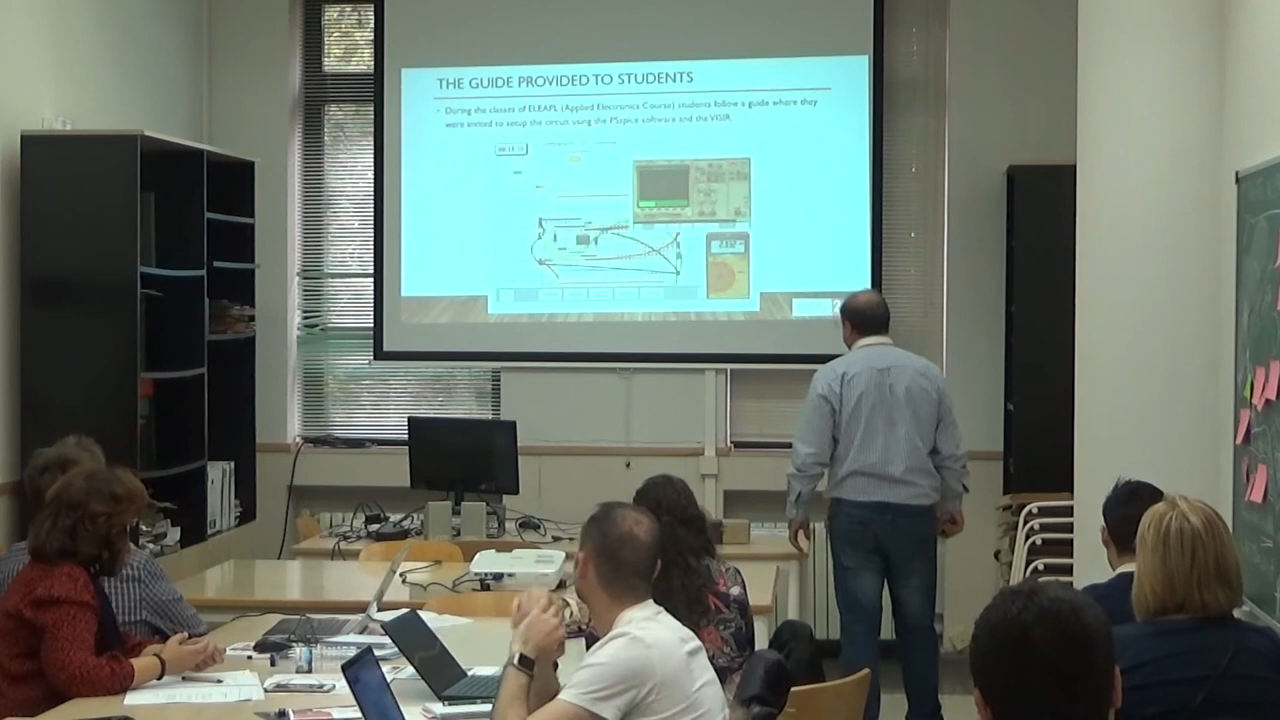 THE GUIDE PROVIDED TO STUDENTS
During the classes of ELEAPL (Applied Electronics Course) students follow a guide where they
were invited to setup the circuit using the PSspice software and the VISIR.